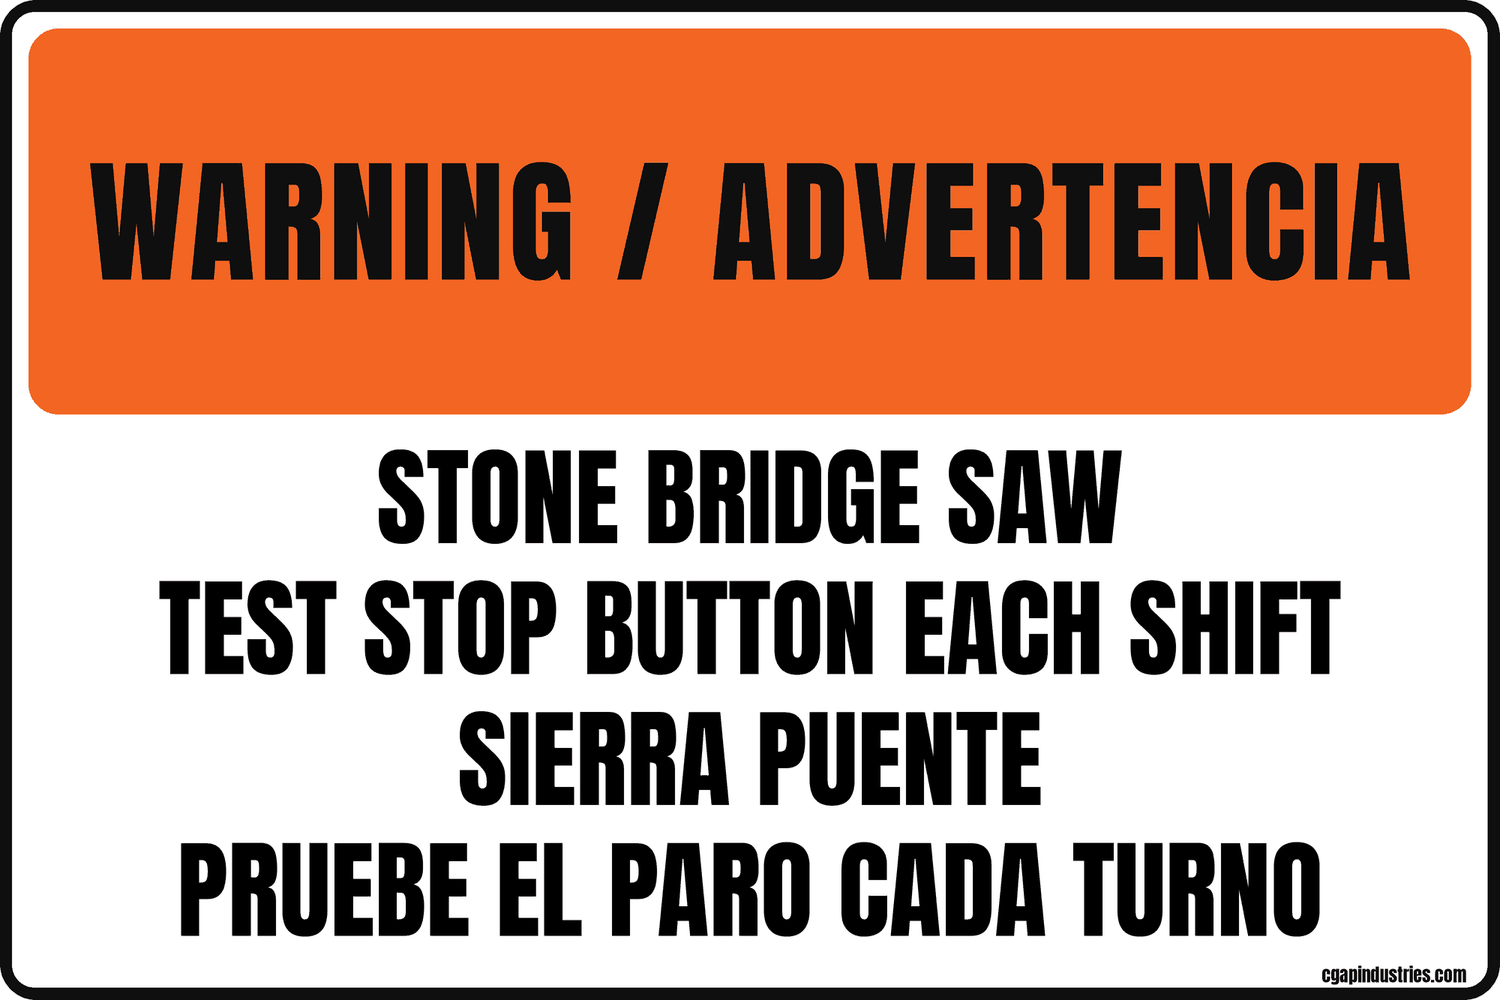 WARNING / ADVERTENCIA
STONE BRIDGE SAW
TEST STOP BUTTON EACH SHIFT
SIERRA PUENTE
PRUEBE EL PARO CADA TURNO
cgapindustries.com